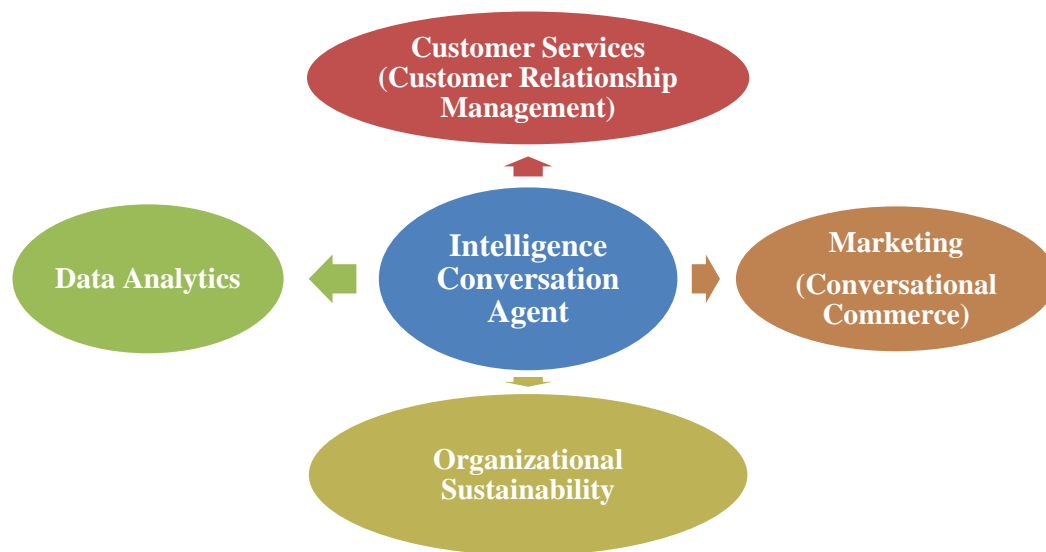 Customer Services
(Customer Relationship
Management)
Data Analytics
Intelligence
Conversation
Agent
Marketing
(Conversational
Commerce)
Organizational
Sustainability